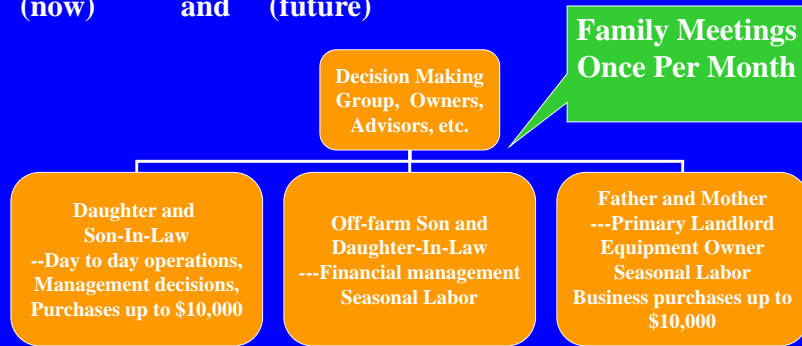 (now) and (future)
Family Meetings
Once Per Month
Decision Making
Group, Owners,
Advisors, etc.
Daughter and
Son-In-Law
--Day to day operations,
Management decisions,
Purchases up to $10,000
Off-farm Son and
Daughter-In-Law
---Financial management
Seasonal Labor
Father and Mother
---Primary Landlord
Equipment Owner
Seasonal Labor
Business purchases up to
$10,000